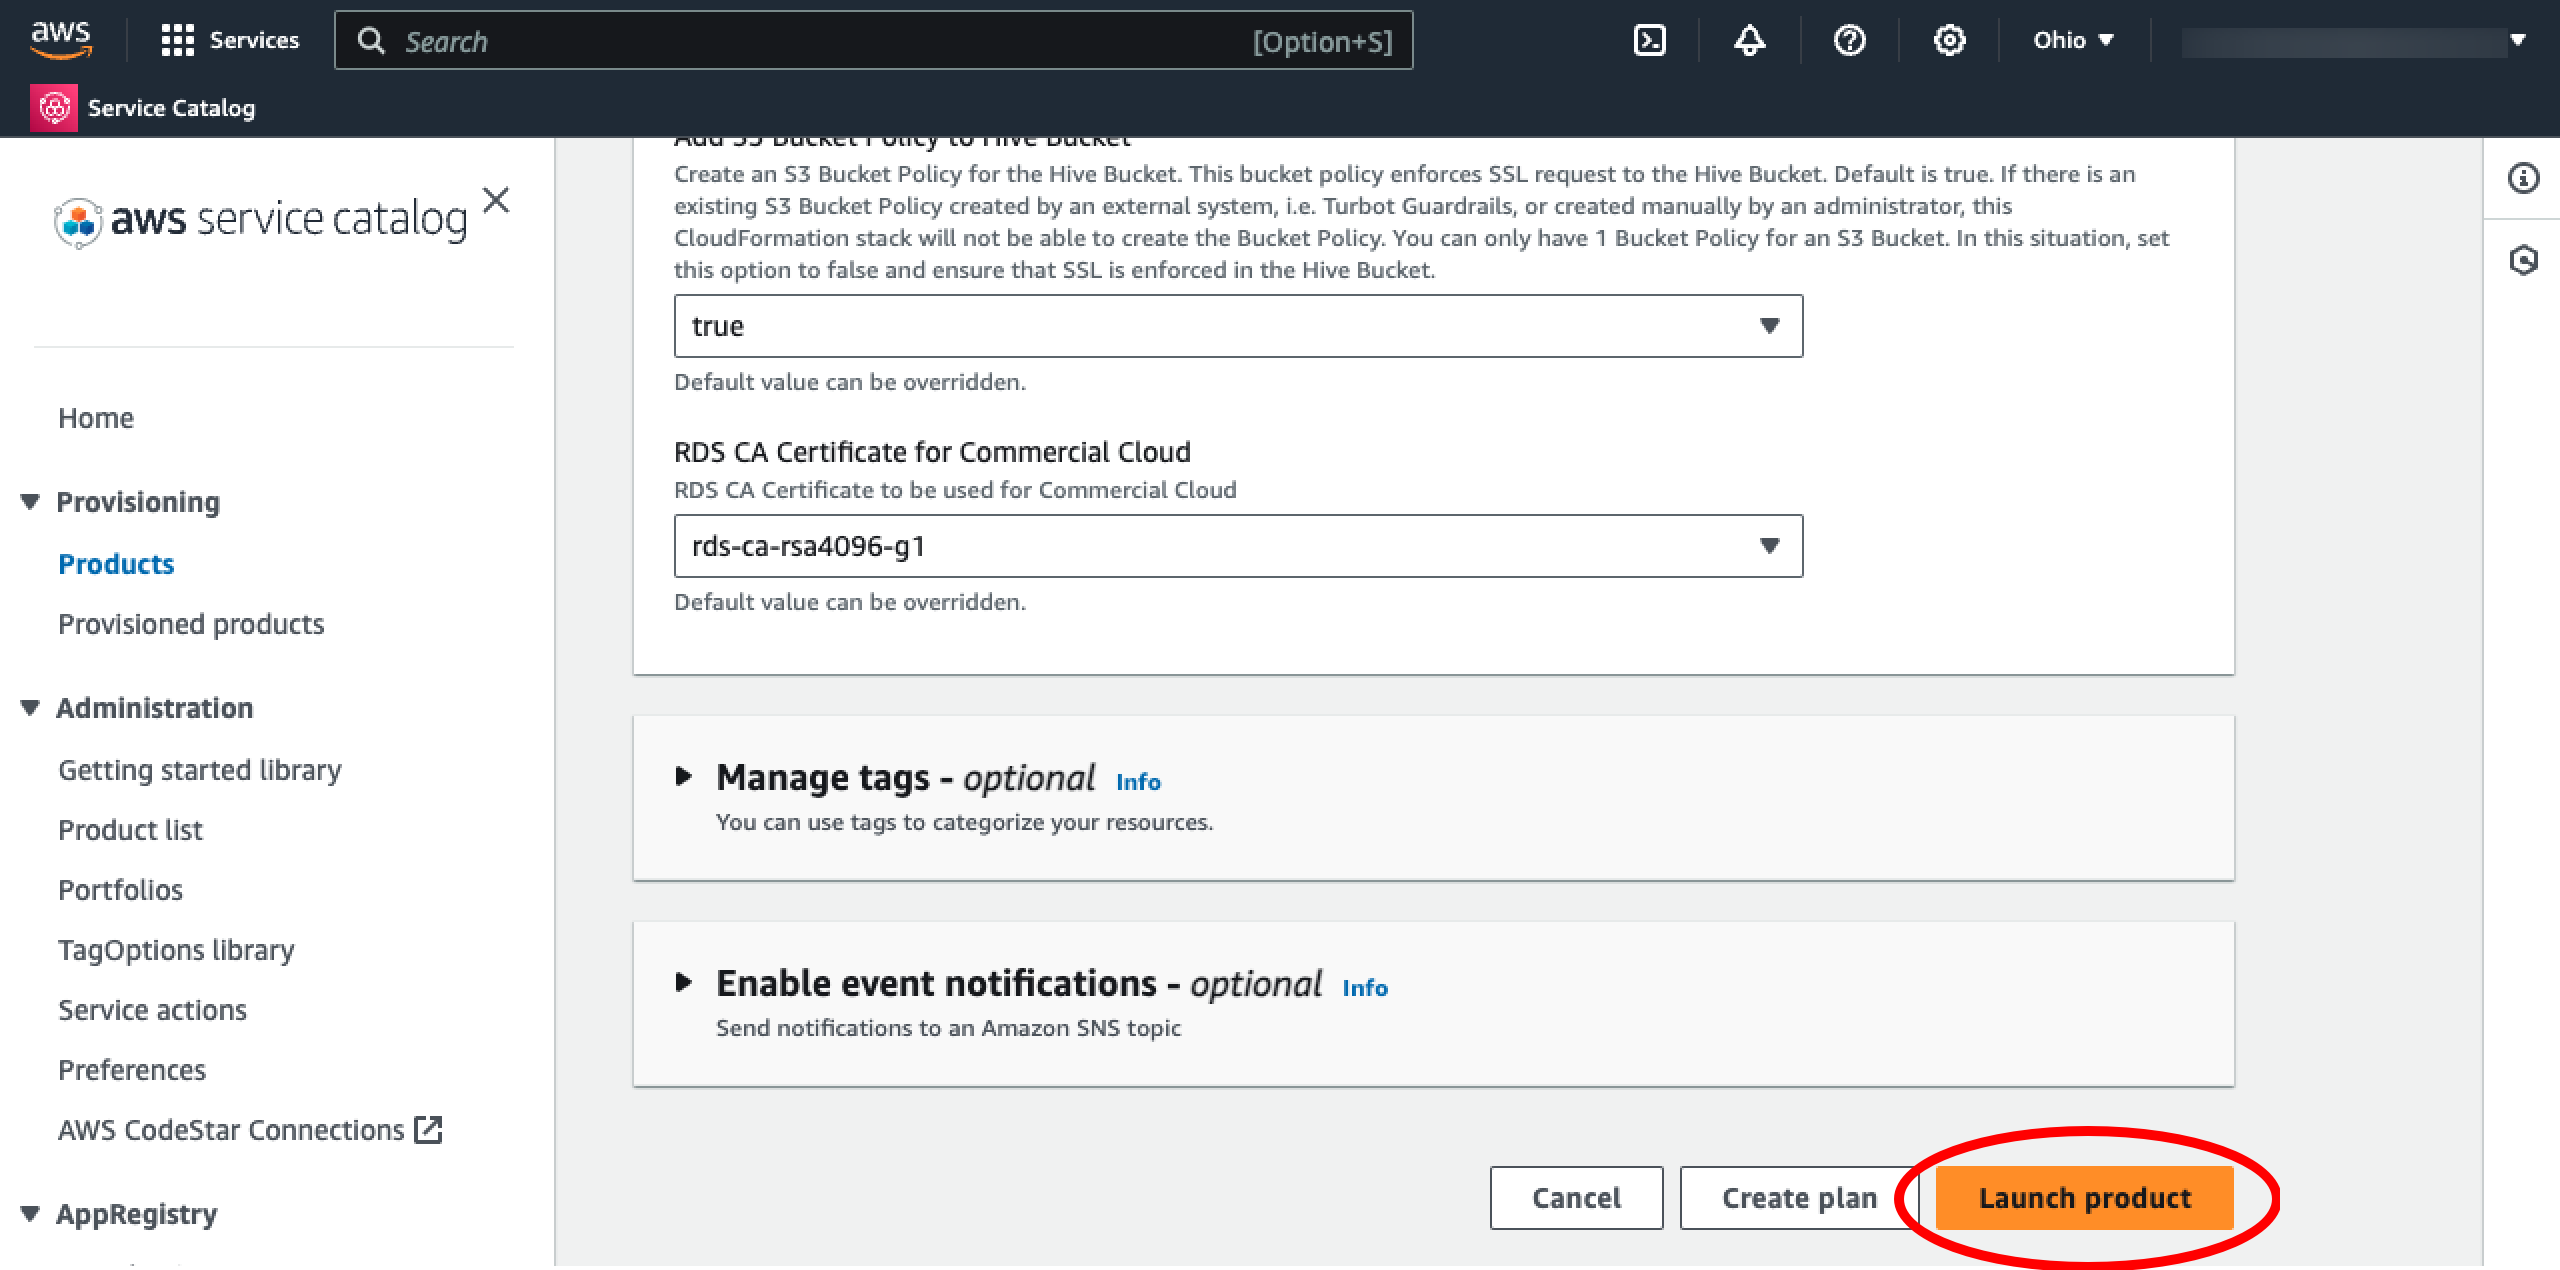 aws
Services
Search
[Option+S]
Ohio
Service Catalog
aws service catalog
Home
Provisioning
Products
Provisioned products
Administration
Getting started library
Product list
Portfolios
TagOptions library
Service actions
Preferences
AWS CodeStar Connections
AppRegistry
Add S3 Bucket Policy to Hive Bucket
Create an S3 Bucket Policy for the Hive Bucket. This bucket policy enforces SSL request to the Hive Bucket. Default is true. If there is an
existing S3 Bucket Policy created by an external system, i.e. Turbot Guardrails, or created manually by an administrator, this
CloudFormation stack will not be able to create the Bucket Policy. You can only have 1 Bucket Policy for an S3 Bucket. In this situation, set
this option to false and ensure that SSL is enforced in the Hive Bucket.
true
Default value can be overridden.
RDS CA Certificate for Commercial Cloud
RDS CA Certificate to be used for Commercial Cloud
rds-ca-rsa4096-g1
Default value can be overridden.
Manage tags - optional Info
You can use tags to categorize your resources.
Enable event notifications - optional Info
Send notifications to an Amazon SNS topic
Cancel
Create plan
Launch product